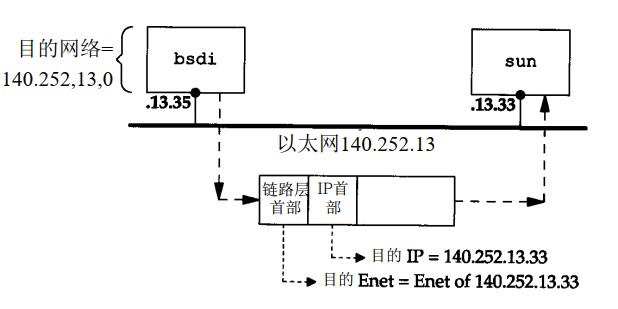 目的网络=
140.252,13,0
bsdi
sun
.13.35
.13.33
以太网140.252.13
链路层
首部
IP首
部
目的 IP = 140.252.13.33
目的 Enet = Enet of 140.252.13.33